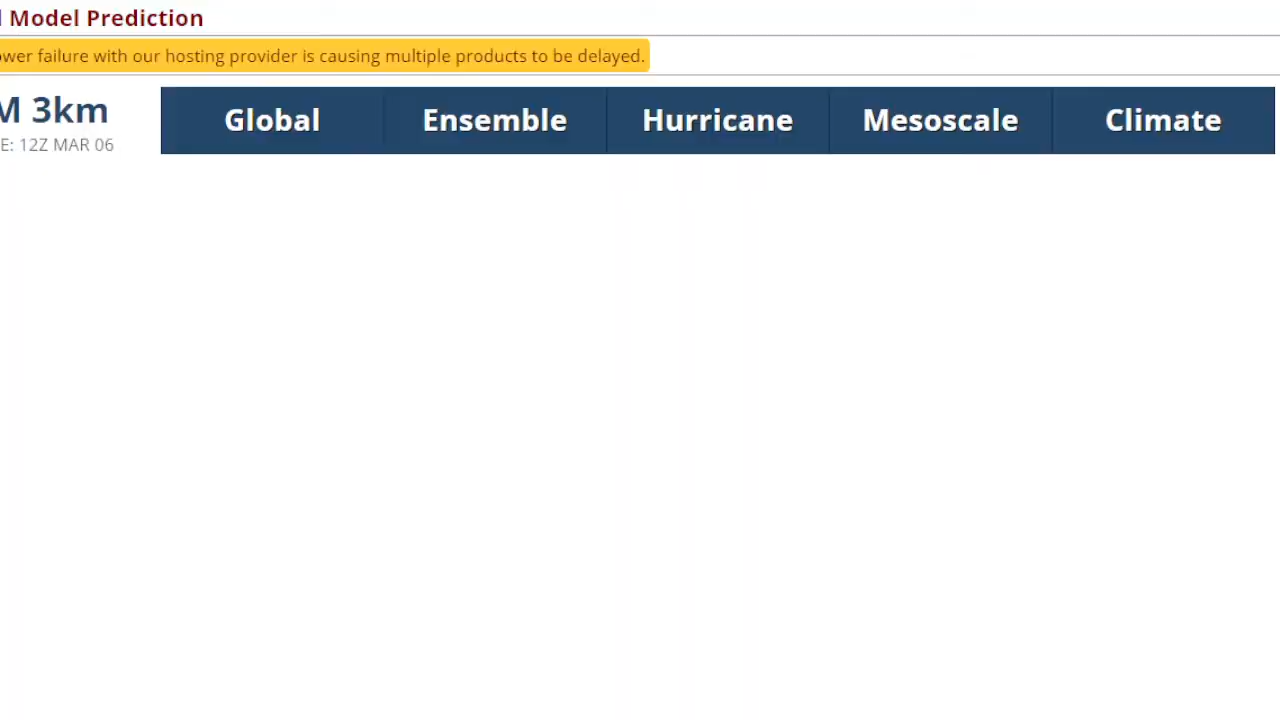 Model Prediction
ower failure with our hosting provider is causing multiple products to be delayed.
M 3km
E: 12Z MAR 06
Global Ensemble Hurricane Mesoscale Climate